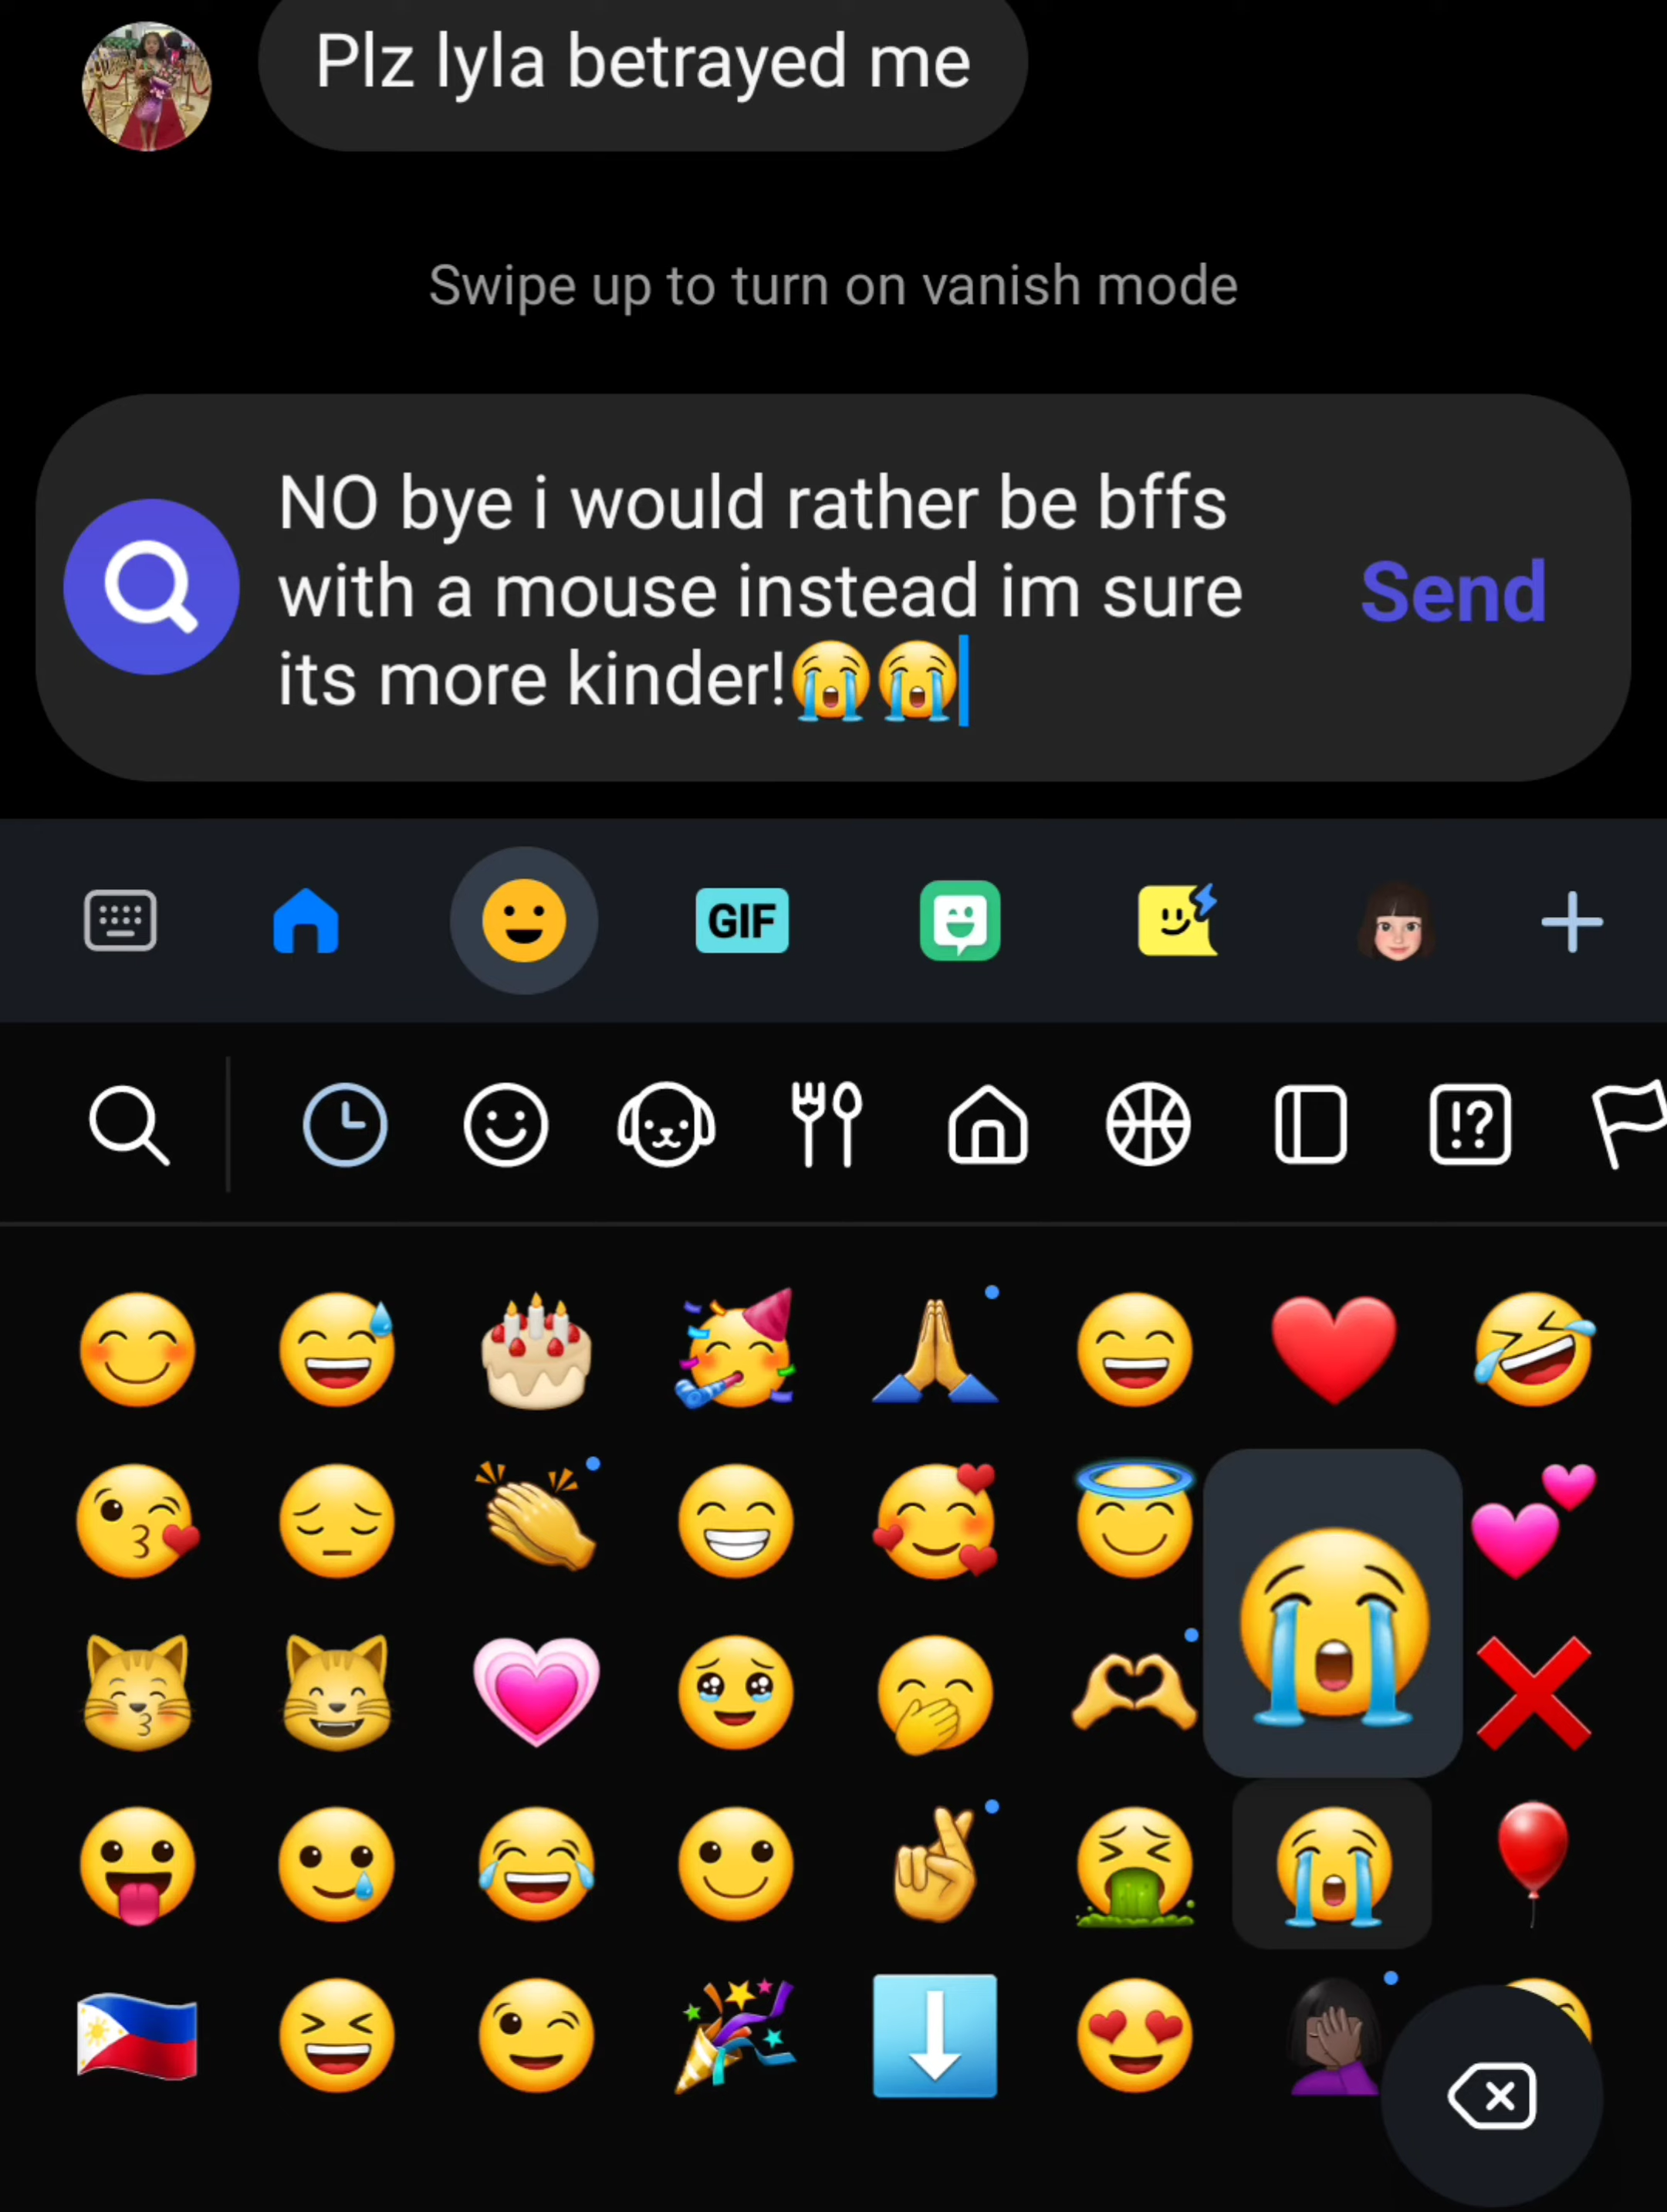 Plz lyla betrayed me
Swipe up to turn on vanish mode
NO bye i would rather be bffs
with a mouse instead im sure
its more kinder!😭😭
Send
GIF
!?